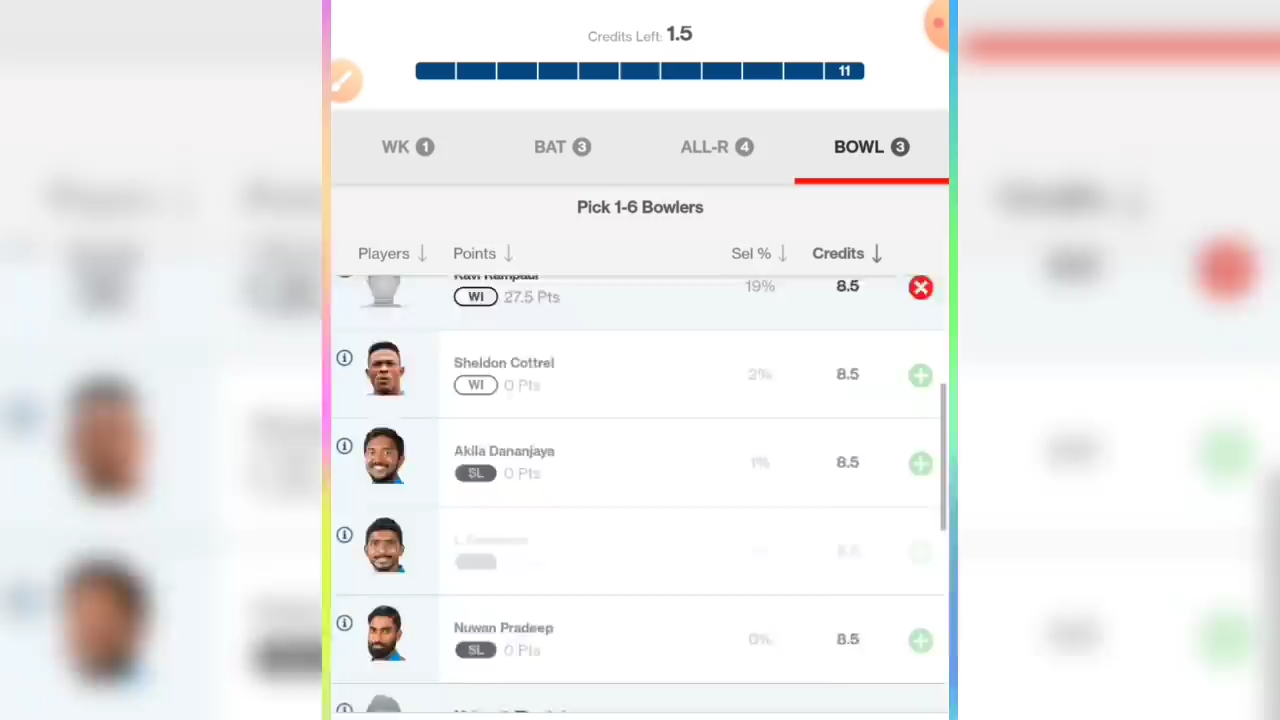 Credits Left: 1.5
11
WK 1 BAT 3 ALL-R 4 BOWL 3
Pick 1-6 Bowlers
Players ↓ Points ↓ Sel % ↓ Credits ↓
Ravi Rampaul
WI 27.5 Pts 19% 8.5
Sheldon Cottrel
WI 0 Pts 2% 8.5
Akila Dananjaya
SL 0 Pts 1% 8.5
Nuwan Pradeep
SL 0 Pts 0% 8.5